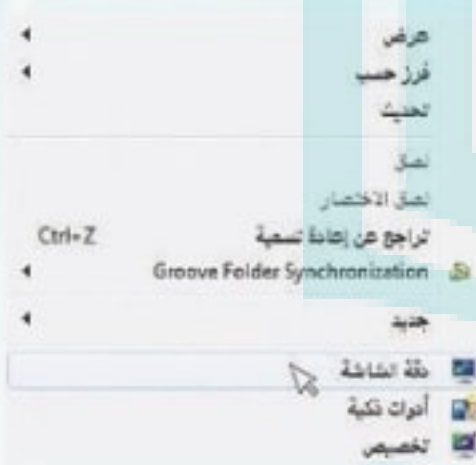 عرض
فرز حسب
تحديث
لصق
لصق الاختصار
تراجع عن إعادة تسمية Ctrl+Z
Groove Folder Synchronization
جديد
دقة الشاشة
أدوات ذكية
تخصيص